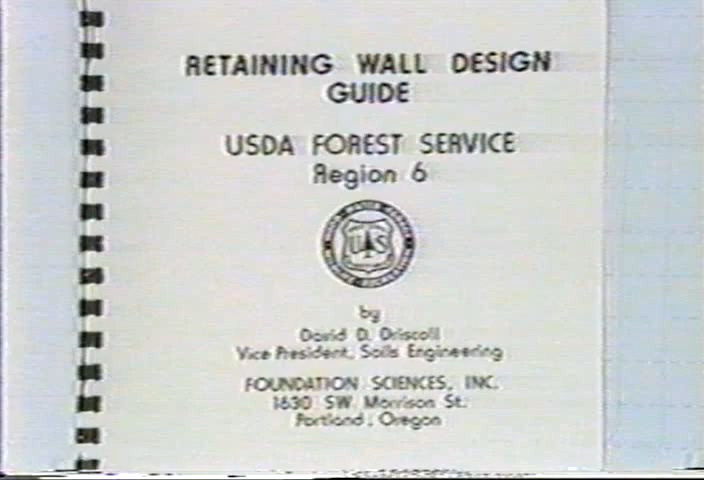 RETAINING WALL DESIGN
GUIDE
USDA FOREST SERVICE
Region 6
U S
by
David D. Driscoll
Vice President, Soils Engineering
FOUNDATION SCIENCES, INC.
1630 SW Morrison St.
Portland, Oregon